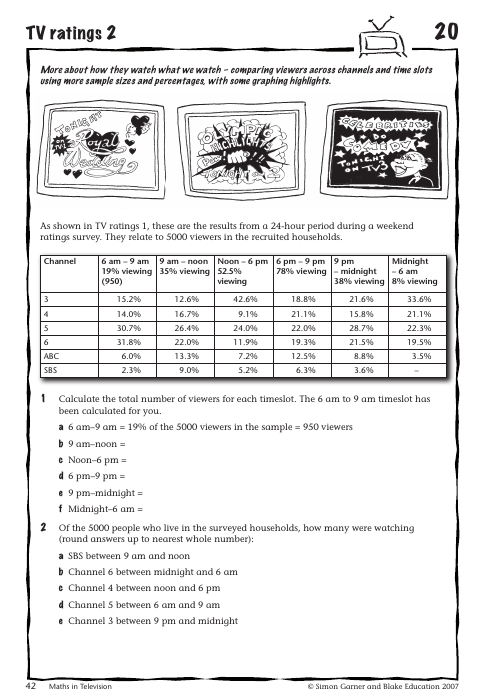 TV ratings 2
20
More about how they watch what we watch – comparing viewers across channels and time slots
using more sample sizes and percentages, with some graphing highlights.
TONIGHT
Royal
Wedding
OLYMPIC
HIGHLIGHTS
TONIGHT
CELEBRITIES
DO
COMEDY
TONIGHT
ON TV3
As shown in TV ratings 1, these are the results from a 24-hour period during a weekend
ratings survey. They relate to 5000 viewers in the recruited households.
Channel 6 am – 9 am 9 am – noon Noon – 6 pm 6 pm – 9 pm 9 pm Midnight
19% viewing 35% viewing 52.5% 78% viewing – midnight – 6 am
(950) viewing 38% viewing 8% viewing
3 15.2% 12.6% 42.6% 18.8% 21.6% 33.6%
4 14.0% 16.7% 9.1% 21.1% 15.8% 21.1%
5 30.7% 26.4% 24.0% 22.0% 28.7% 22.3%
6 31.8% 22.0% 11.9% 19.3% 21.5% 19.5%
ABC 6.0% 13.3% 7.2% 12.5% 8.8% 3.5%
SBS 2.3% 9.0% 5.2% 6.3% 3.6% –
1 Calculate the total number of viewers for each timeslot. The 6 am to 9 am timeslot has
been calculated for you.
a 6 am–9 am = 19% of the 5000 viewers in the sample = 950 viewers
b 9 am–noon =
c Noon–6 pm =
d 6 pm–9 pm =
e 9 pm–midnight =
f Midnight–6 am =
2 Of the 5000 people who live in the surveyed households, how many were watching
(round answers up to nearest whole number):
a SBS between 9 am and noon
b Channel 6 between midnight and 6 am
c Channel 4 between noon and 6 pm
d Channel 5 between 6 am and 9 am
e Channel 3 between 9 pm and midnight
42 Maths in Television © Simon Garner and Blake Education 2007